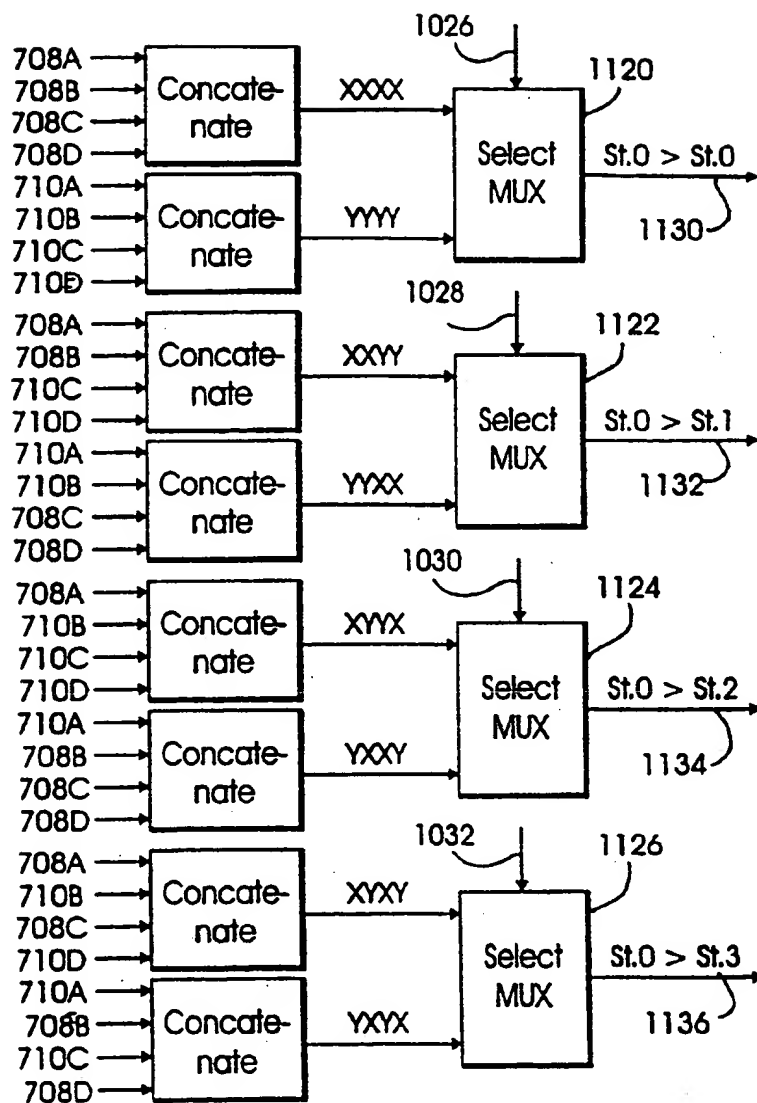 1026
708A
708B
708C
708D
Concate-
nate
XXXX
1120
Select
MUX
St.0 > St.0
1130
710A
710B
710C
710D
Concate-
nate
YYYY
1028
708A
708B
710C
710D
Concate-
nate
XXYY
1122
Select
MUX
St.0 > St.1
1132
710A
710B
708C
708D
Concate-
nate
YYXX
1030
708A
710B
710C
710D
Concate-
nate
XYYX
1124
Select
MUX
St.0 > St.2
1134
710A
708B
708C
708D
Concate-
nate
YXXY
1032
708A
710B
708C
710D
Concate-
nate
XYXY
1126
Select
MUX
St.0 > St.3
1136
710A
708B
710C
708D
Concate-
nate
YXYX